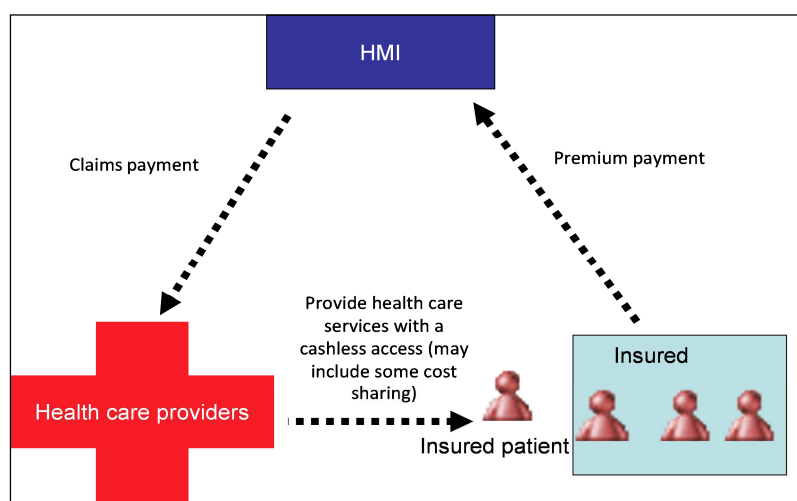 HMI
Claims payment
Premium payment
Provide health care
services with a
cashless access (may
include some cost
sharing)
Insured
Health care providers
Insured patient